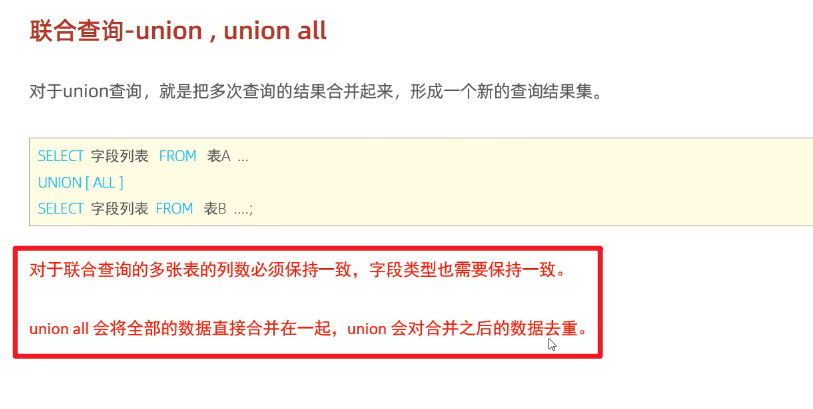 联合查询-union , union all
对于union查询，就是把多次查询的结果合并起来，形成一个新的查询结果集。
SELECT 字段列表 FROM 表A ...
UNION [ ALL ]
SELECT 字段列表 FROM 表B ....;
对于联合查询的多张表的列数必须保持一致，字段类型也需要保持一致。
union all 会将全部的数据直接合并在一起，union 会对合并之后的数据去重。